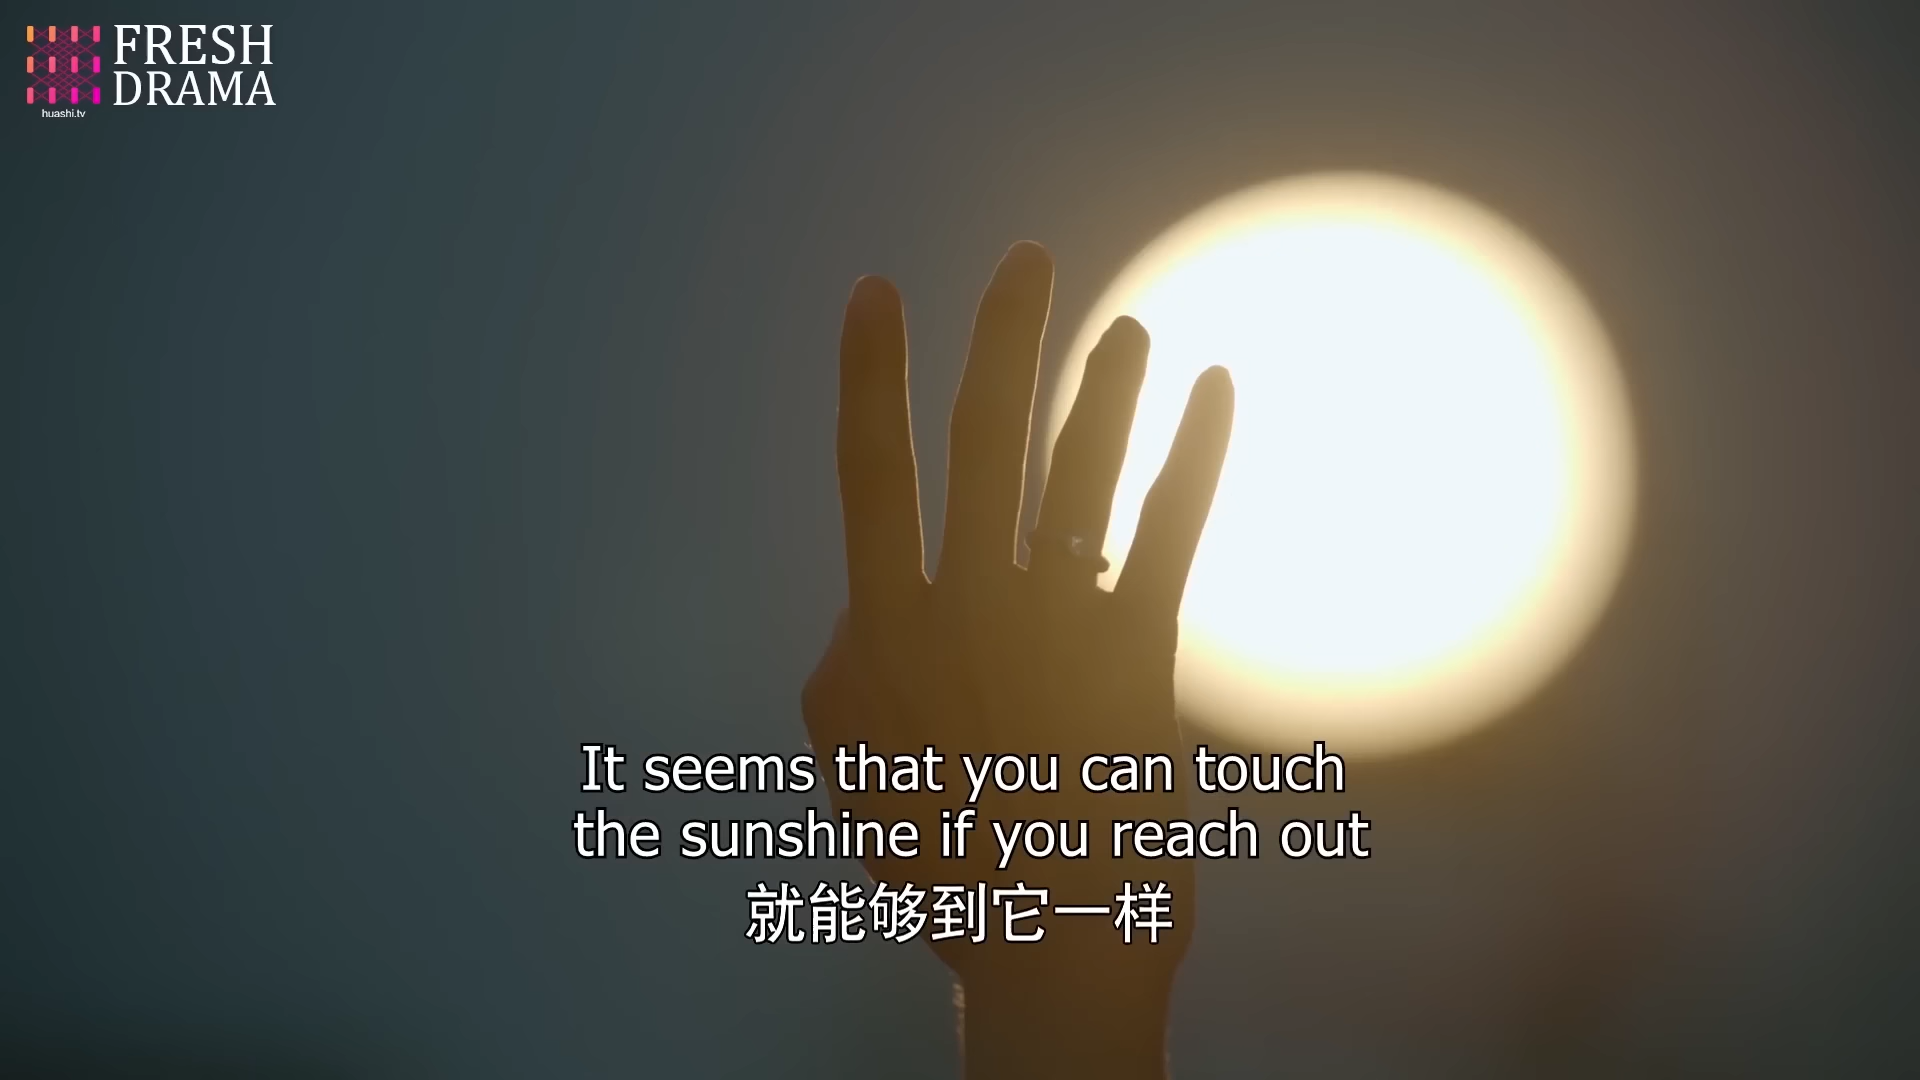 FRESH
DRAMA
huashi.tv
It seems that you can touch
the sunshine if you reach out
就能够到它一样